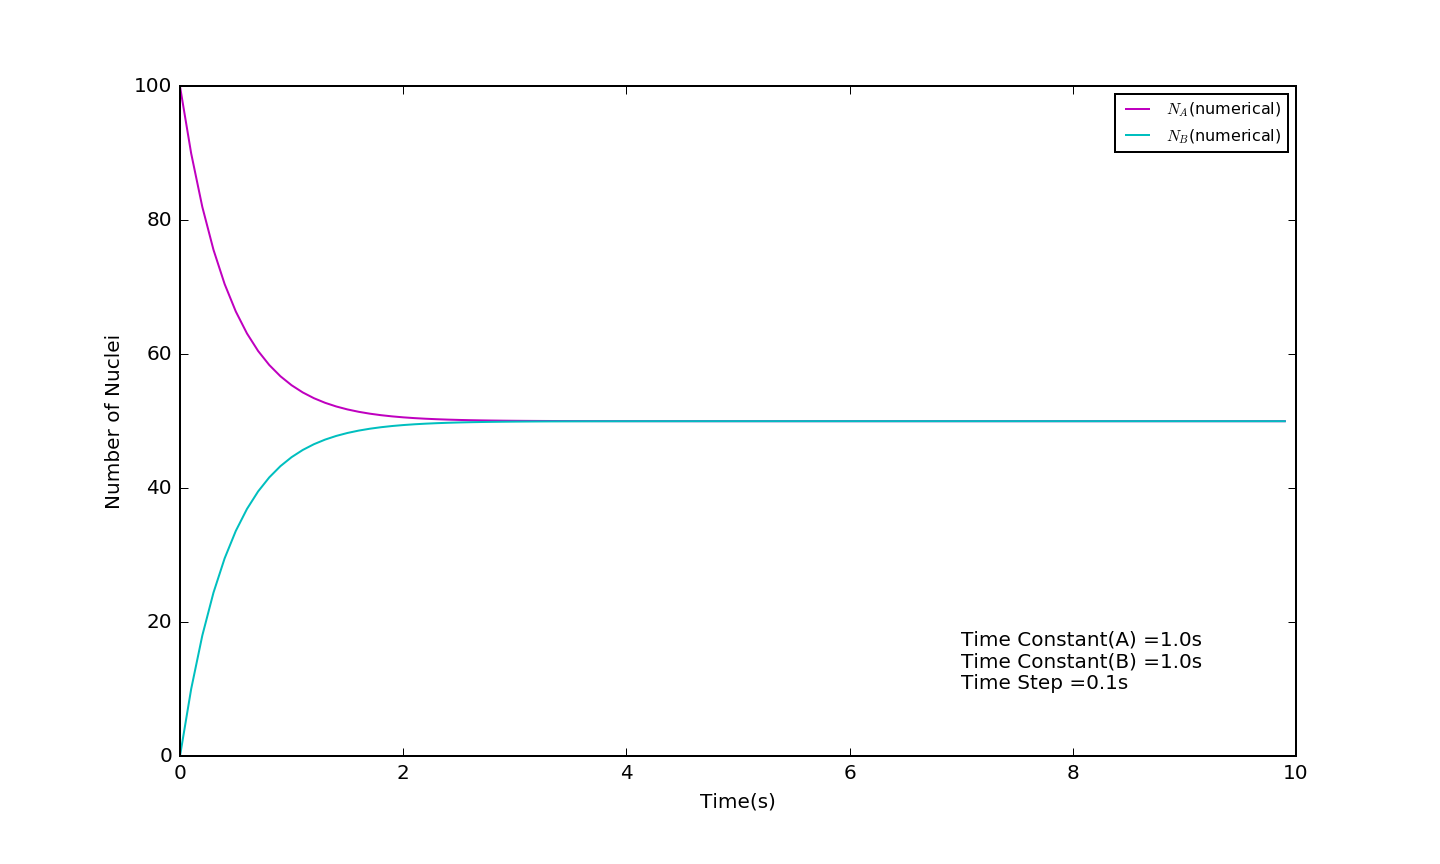 100
80
60
40
20
0
Number of Nuclei
0 2 4 6 8 10
Time(s)
N_A(numerical)
N_B(numerical)
Time Constant(A) =1.0s
Time Constant(B) =1.0s
Time Step =0.1s